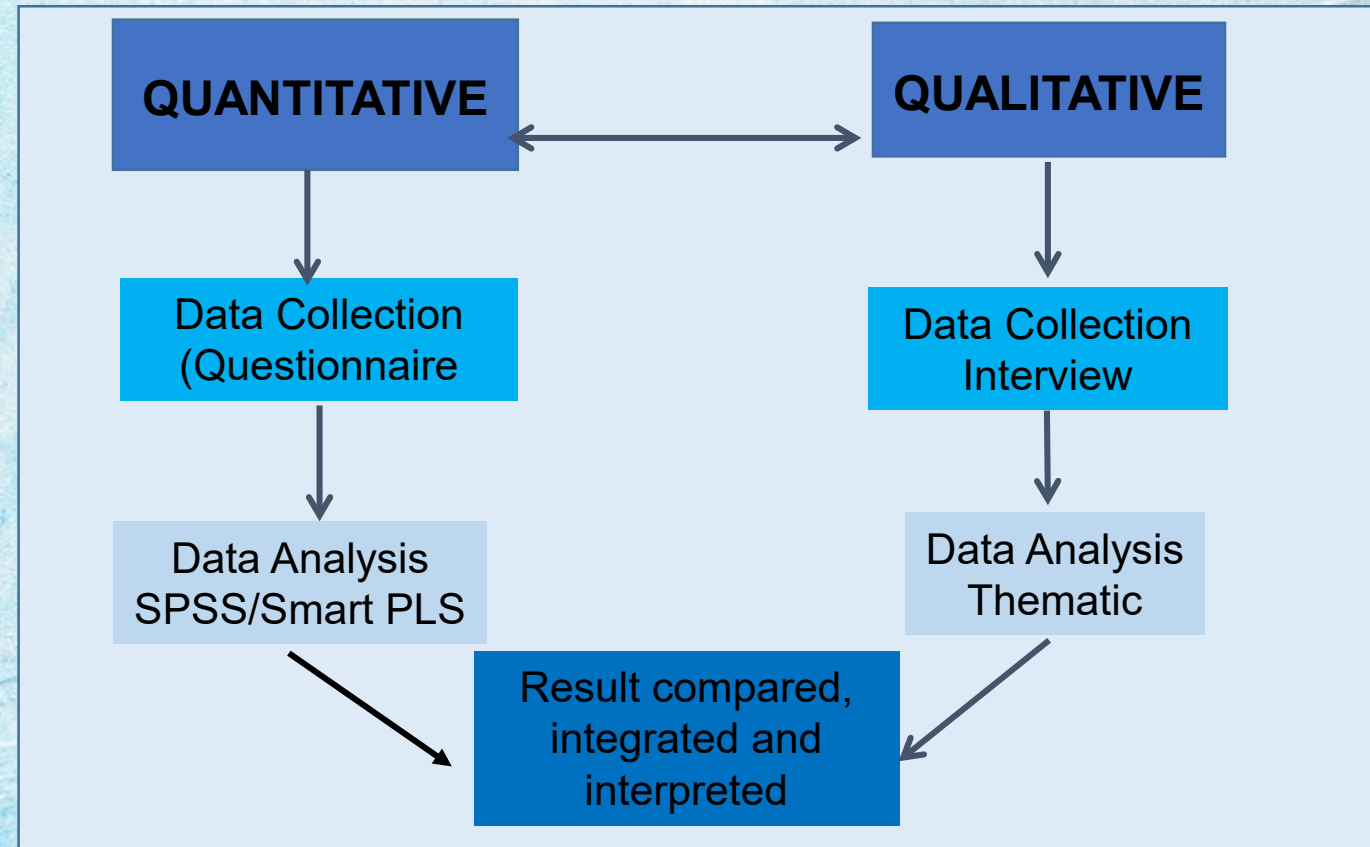 QUANTITATIVE
QUALITATIVE
Data Collection
(Questionnaire
Data Collection
Interview
Data Analysis
SPSS/Smart PLS
Data Analysis
Thematic
Result compared,
integrated and
interpreted